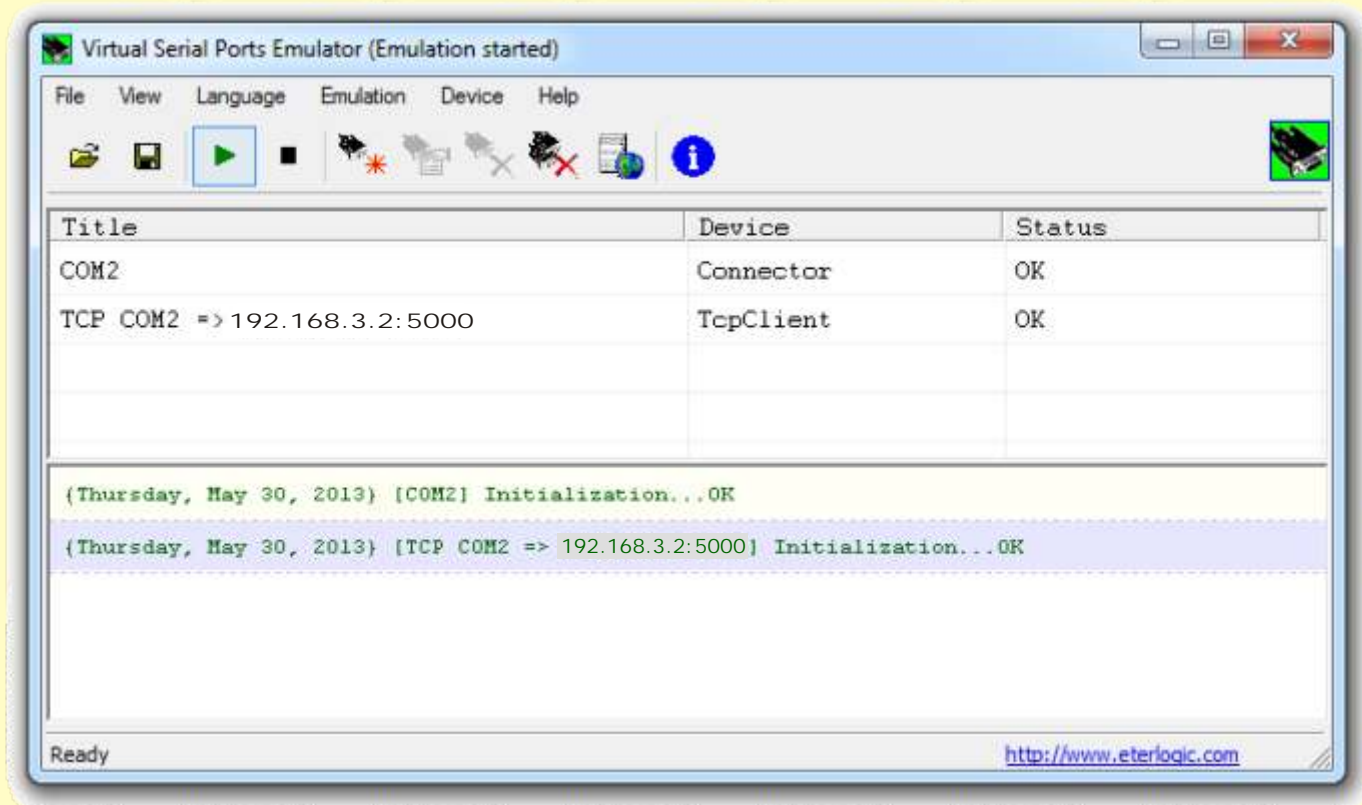 Virtual Serial Ports Emulator (Emulation started)
File View Language Emulation Device Help
Title Device Status
COM2 Connector OK
TCP COM2 => 192.168.3.2:5000 TcpClient OK
{Thursday, May 30, 2013} [COM2] Initialization...OK
{Thursday, May 30, 2013} [TCP COM2 => 192.168.3.2:5000] Initialization...OK
Ready http://www.eterlogic.com